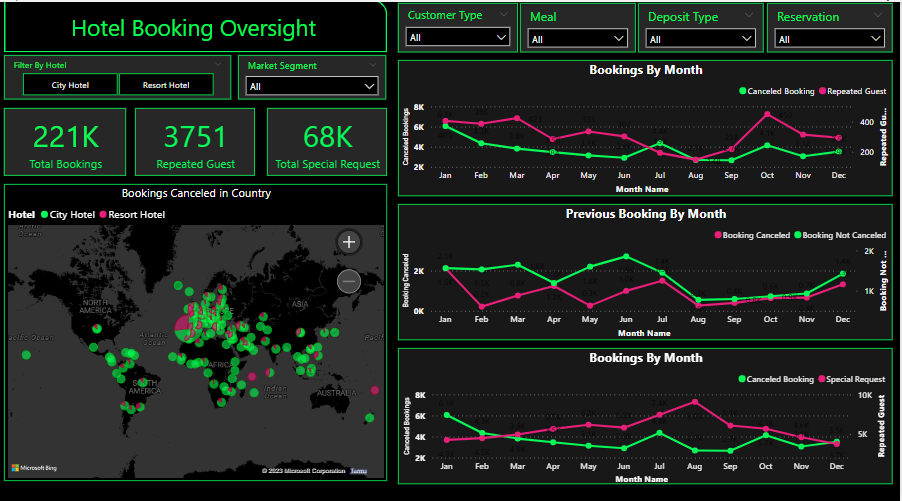 Hotel Booking Oversight
Filter By Hotel
City Hotel
Resort Hotel
Market Segment
All
Customer Type
All
Meal
All
Deposit Type
All
Reservation
All
221K
Total Bookings
3751
Repeated Guest
68K
Total Special Request
Bookings Canceled in Country
Hotel City Hotel Resort Hotel
Ocean
Ocean
NORTH
AMERICA
ASIA
Atlantic
Ocean
AFRICA
SOUTH
AMERICA
Indian
Ocean
AUSTRALIA
Microsoft Bing
© 2023 Microsoft Corporation Terms
Bookings By Month
Canceled Booking Repeated Guest
Canceled Bookings
8K
6K
4K
2K
400
200
Repeated Gu...
Jan Feb Mar Apr May Jun Jul Aug Sep Oct Nov Dec
Month Name
Previous Booking By Month
Booking Canceled Booking Not Canceled
Booking Canceled
2K
0K
2K
1K
Booking Not ...
Jan Feb Mar Apr May Jun Jul Aug Sep Oct Nov Dec
Month Name
Bookings By Month
Canceled Booking Special Request
Canceled Bookings
8K
6K
4K
2K
10K
5K
Repeated Guest
Jan Feb Mar Apr May Jun Jul Aug Sep Oct Nov Dec
Month Name